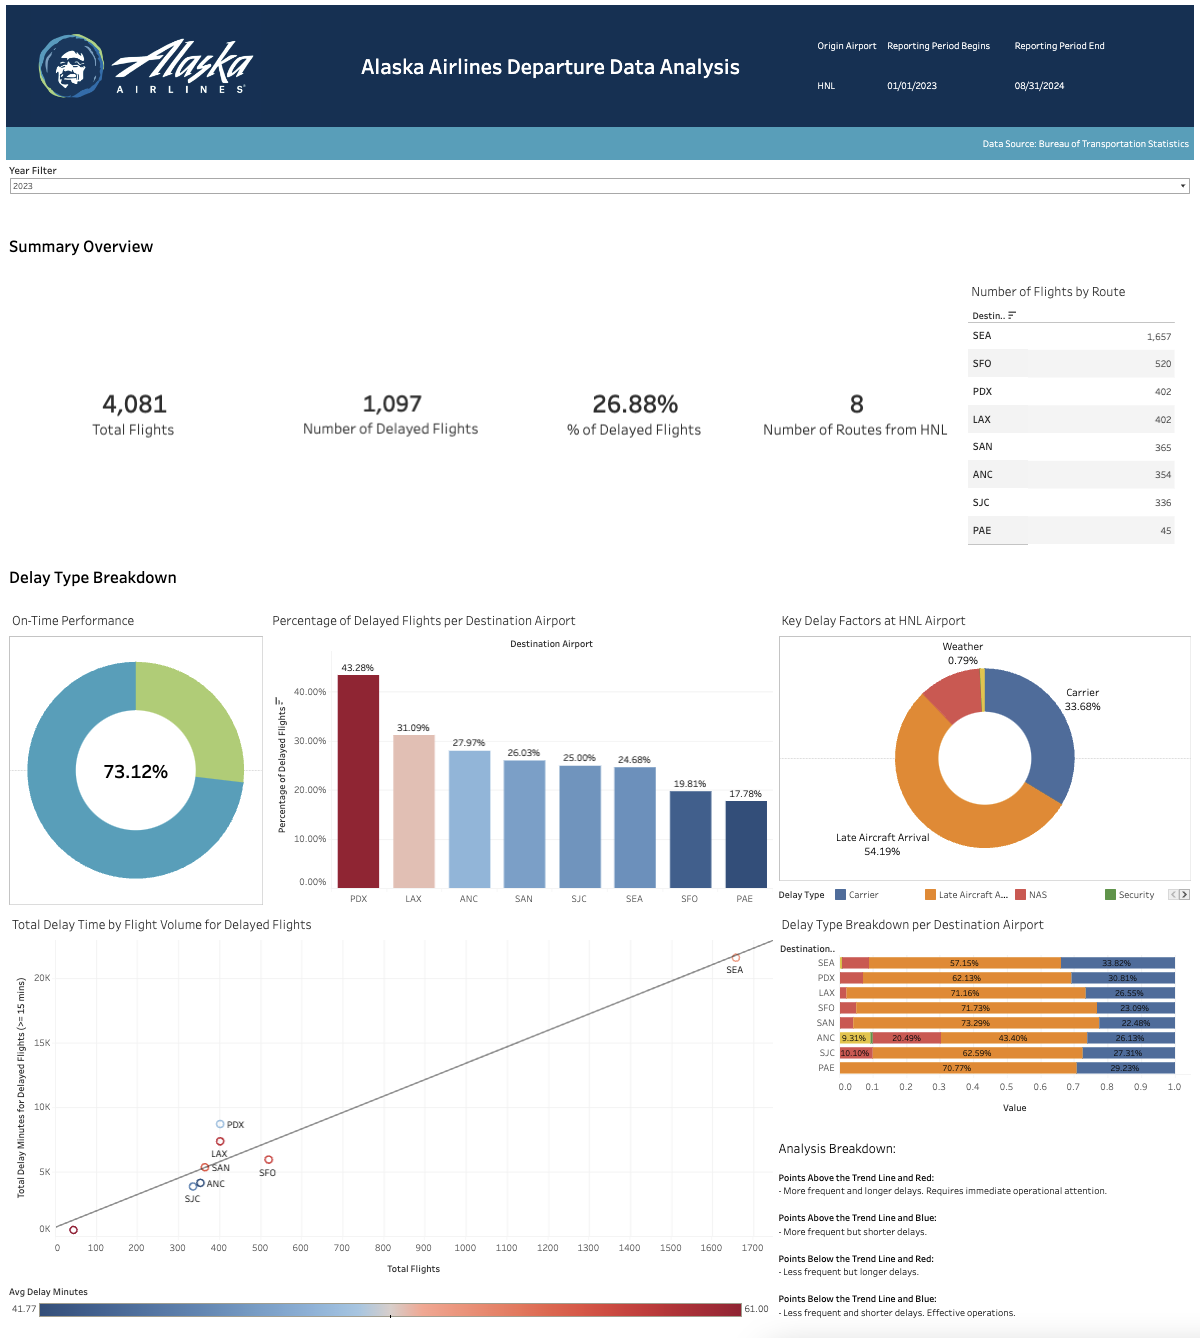 Alaska
AIRLINES
Alaska Airlines Departure Data Analysis
Origin Airport Reporting Period Begins Reporting Period End
HNL 01/01/2023 08/31/2024
Data Source: Bureau of Transportation Statistics
Year Filter
2023
Summary Overview
4,081
Total Flights
1,097
Number of Delayed Flights
26.88%
% of Delayed Flights
8
Number of Routes from HNL
Number of Flights by Route
Destin..
SEA 1,657
SFO 520
PDX 402
LAX 402
SAN 365
ANC 354
SJC 336
PAE 45
Delay Type Breakdown
On-Time Performance
73.12%
Percentage of Delayed Flights per Destination Airport
Destination Airport
Percentage of Delayed Flights
40.00%
30.00%
20.00%
10.00%
0.00%
43.28%
31.09%
27.97%
26.03%
25.00%
24.68%
19.81%
17.78%
PDX LAX ANC SAN SJC SEA SFO PAE
Key Delay Factors at HNL Airport
Weather
0.79%
Carrier
33.68%
Late Aircraft Arrival
54.19%
Delay Type Carrier Late Aircraft A... NAS Security
Total Delay Time by Flight Volume for Delayed Flights
Total Delay Minutes for Delayed Flights (>= 15 mins)
20K
15K
10K
5K
0K
SEA
PDX
LAX
SAN
SFO
ANC
SJC
0 100 200 300 400 500 600 700 800 900 1000 1100 1200 1300 1400 1500 1600 1700
Total Flights
Avg Delay Minutes
41.77 61.00
Delay Type Breakdown per Destination Airport
Destination..
SEA 57.15% 33.82%
PDX 62.13% 30.81%
LAX 71.16% 26.55%
SFO 71.73% 23.09%
SAN 73.29% 22.48%
ANC 9.31% 20.49% 43.40% 26.13%
SJC 10.10% 62.59% 27.31%
PAE 70.77% 29.23%
0.0 0.1 0.2 0.3 0.4 0.5 0.6 0.7 0.8 0.9 1.0
Value
Analysis Breakdown:
Points Above the Trend Line and Red:
- More frequent and longer delays. Requires immediate operational attention.
Points Above the Trend Line and Blue:
- More frequent but shorter delays.
Points Below the Trend Line and Red:
- Less frequent but longer delays.
Points Below the Trend Line and Blue:
- Less frequent and shorter delays. Effective operations.